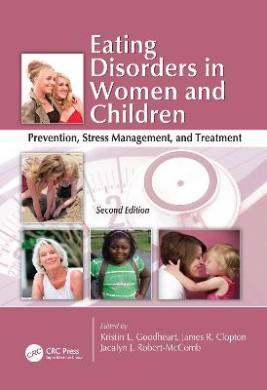 Eating
Disorders in
Women and
Children
Prevention, Stress Management, and Treatment
Second Edition
Edited by
Kristin L. Goodheart, James R. Clopton
Jacalyn J. Robert-McComb
CRC
CRC Press